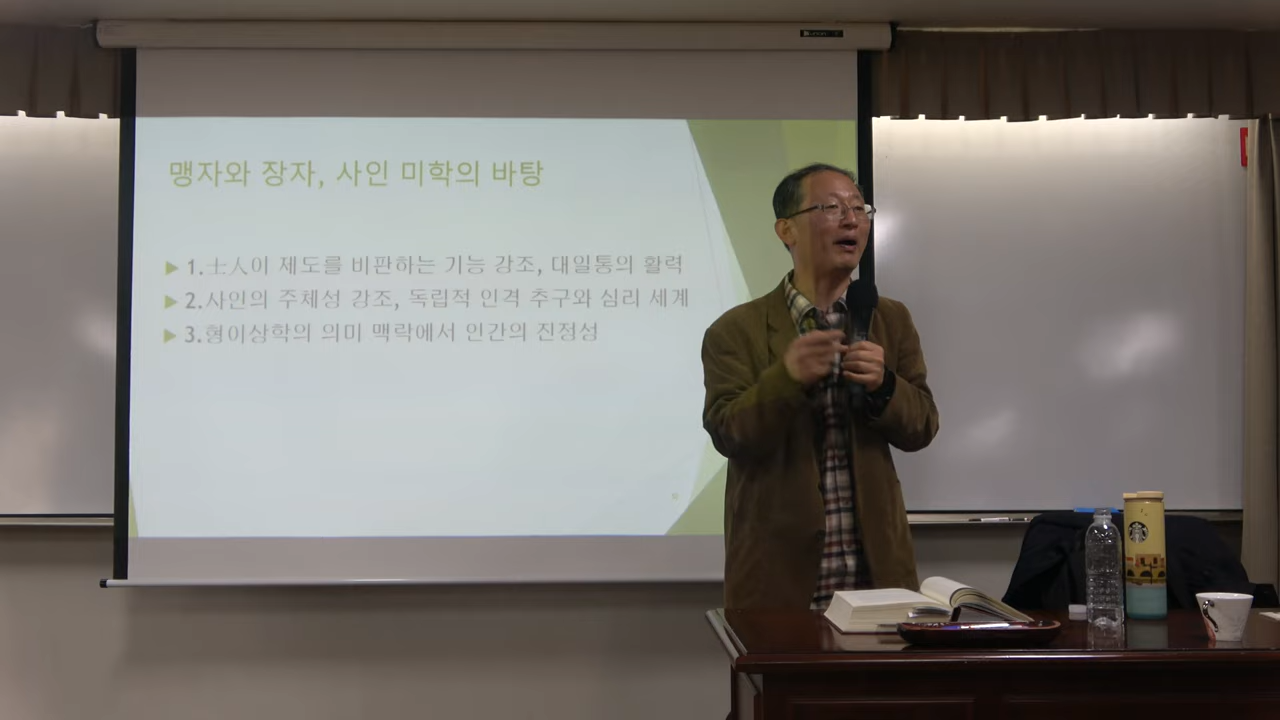 맹자와 장자, 사인 미학의 바탕
1.士人이 제도를 비판하는 기능 강조, 대일통의 활력
2.사인의 주체성 강조, 독립적 인격 추구와 심리 세계
3.형이상학의 의미 맥락에서 인간의 진정성